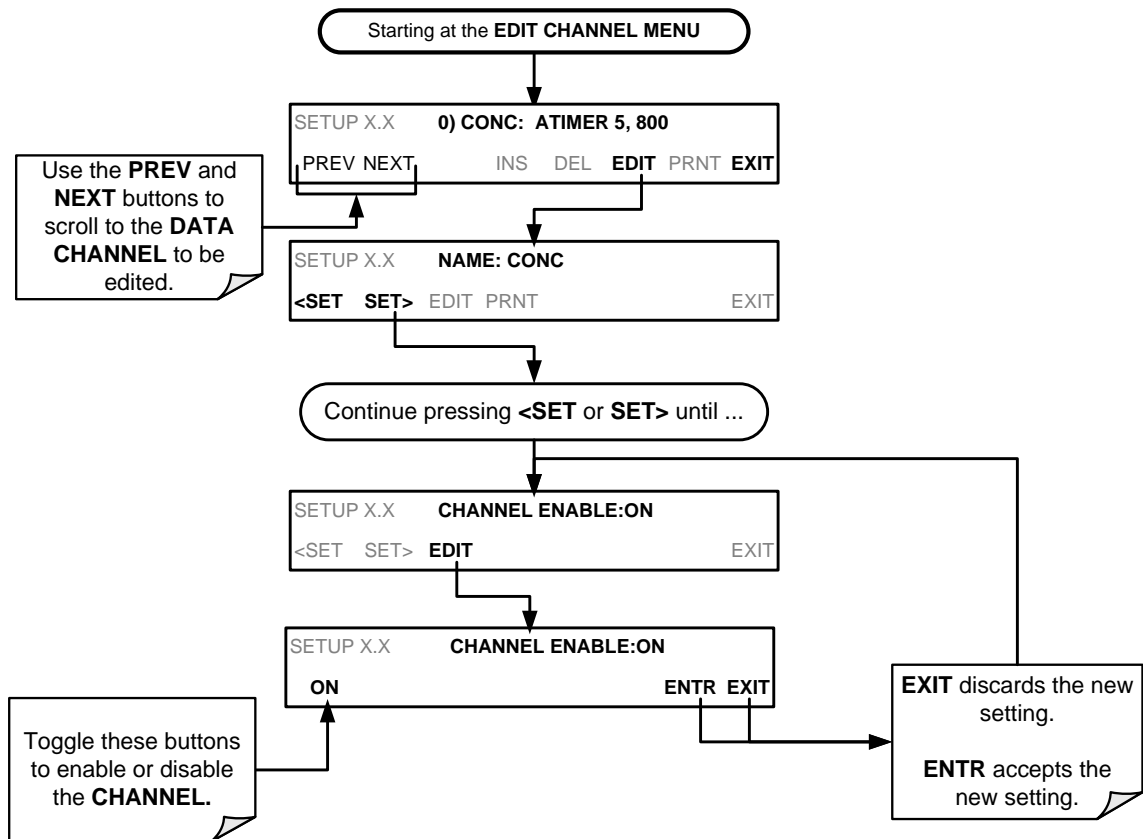 Starting at the EDIT CHANNEL MENU
SETUP X.X 0) CONC: ATIMER 5, 800
PREV NEXT INS DEL EDIT PRNT EXIT
Use the PREV and
NEXT buttons to
scroll to the DATA
CHANNEL to be
edited.
SETUP X.X NAME: CONC
<SET SET> EDIT PRNT EXIT
Continue pressing <SET or SET> until ...
SETUP X.X CHANNEL ENABLE:ON
<SET SET> EDIT EXIT
SETUP X.X CHANNEL ENABLE:ON
ON ENTR EXIT
Toggle these buttons
to enable or disable
the CHANNEL.
EXIT discards the new
setting.
ENTR accepts the
new setting.